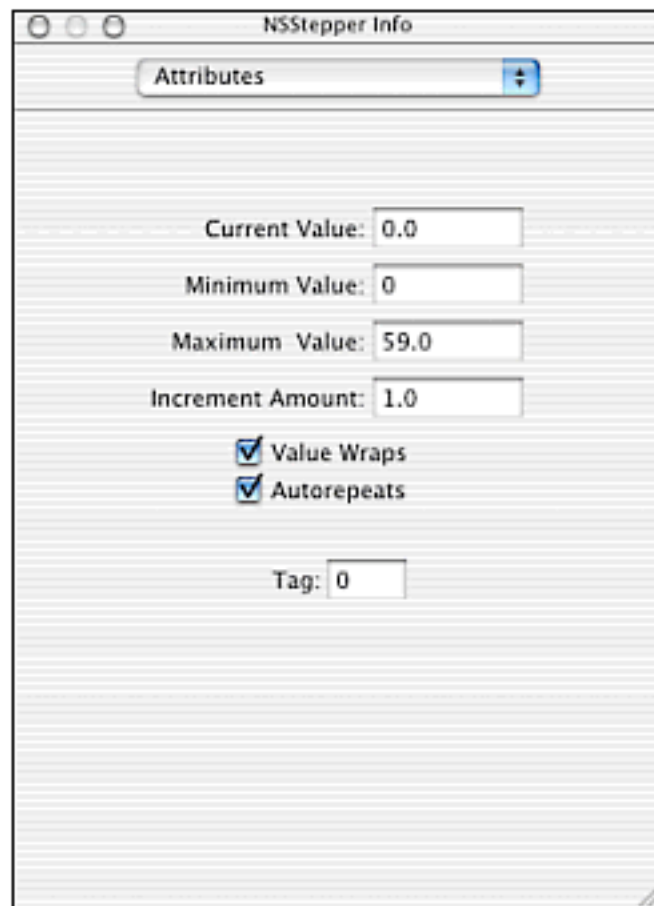 NSStepper Info
Attributes
Current Value: 0.0
Minimum Value: 0
Maximum Value: 59.0
Increment Amount: 1.0
Value Wraps
Autorepeats
Tag: 0